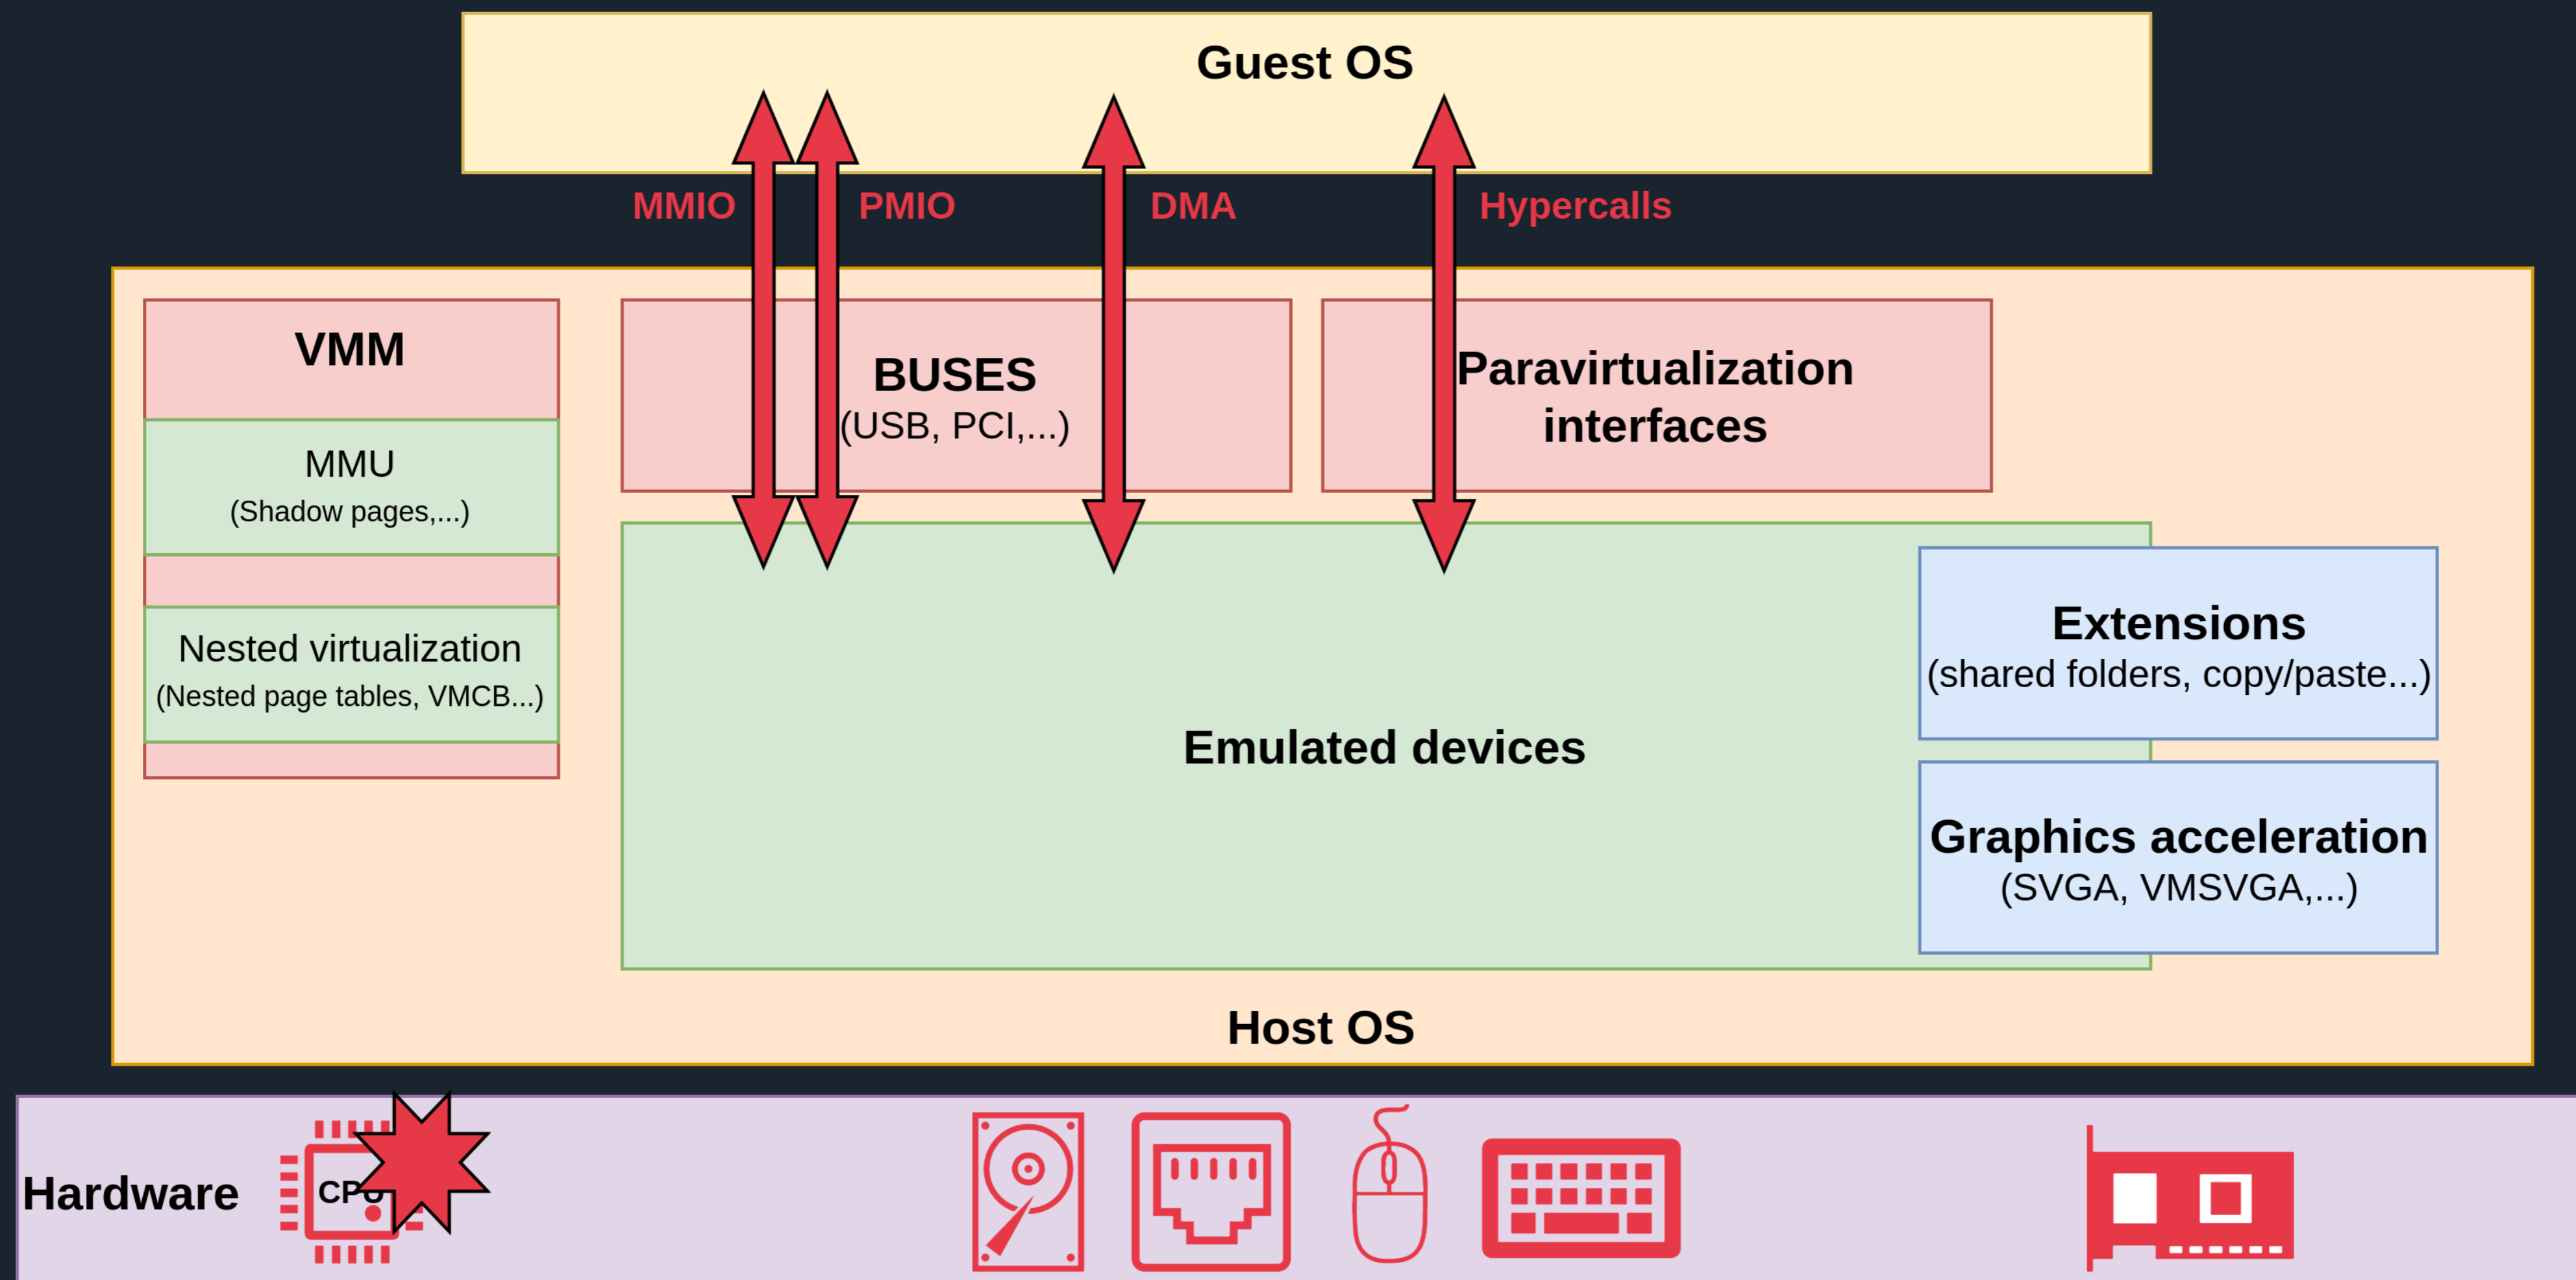 Guest OS
MMIO
PMIO
DMA
Hypercalls
VMM
MMU
(Shadow pages,...)
Nested virtualization
(Nested page tables, VMCB...)
BUSES
(USB, PCI,...)
Paravirtualization
interfaces
Emulated devices
Extensions
(shared folders, copy/paste...)
Graphics acceleration
(SVGA, VMSVGA,...)
Host OS
Hardware
CPU